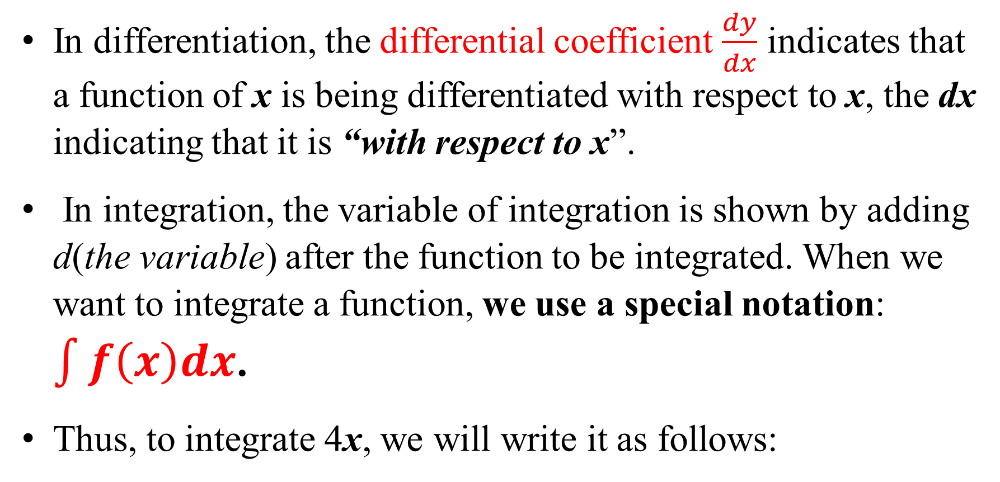 • In differentiation, the differential coefficient dy/dx indicates that
a function of x is being differentiated with respect to x, the dx
indicating that it is “with respect to x”.
• In integration, the variable of integration is shown by adding
d(the variable) after the function to be integrated. When we
want to integrate a function, we use a special notation:
∫ f(x)dx.
• Thus, to integrate 4x, we will write it as follows: